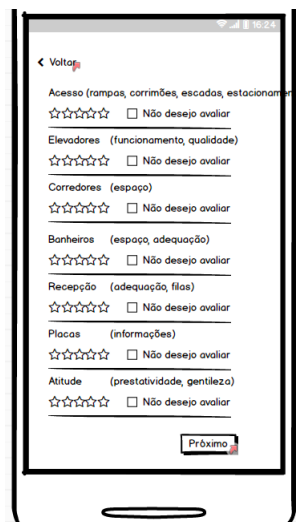 16:24
Voltar
Acesso (rampas, corrimões, escadas, estacionamen
Não desejo avaliar
Elevadores (funcionamento, qualidade)
Não desejo avaliar
Corredores (espaço)
Não desejo avaliar
Banheiros (espaço, adequação)
Não desejo avaliar
Recepção (adequação, filas)
Não desejo avaliar
Placas (informações)
Não desejo avaliar
Atitude (prestatividade, gentileza)
Não desejo avaliar
Próximo